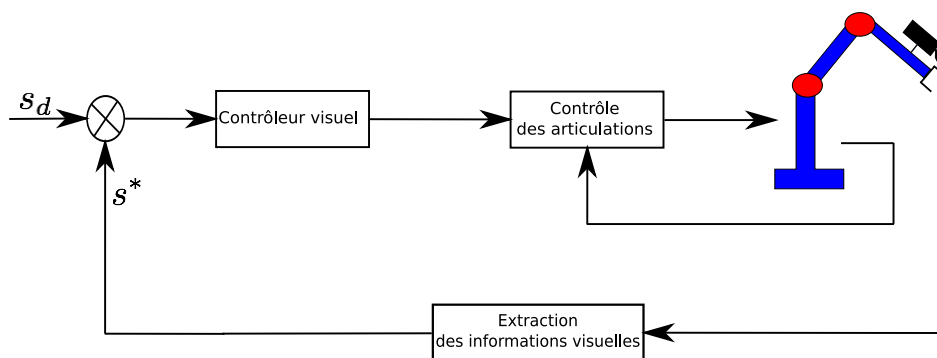 s_d
Contrôleur visuel
Contrôle
des articulations
s*
Extraction
des informations visuelles